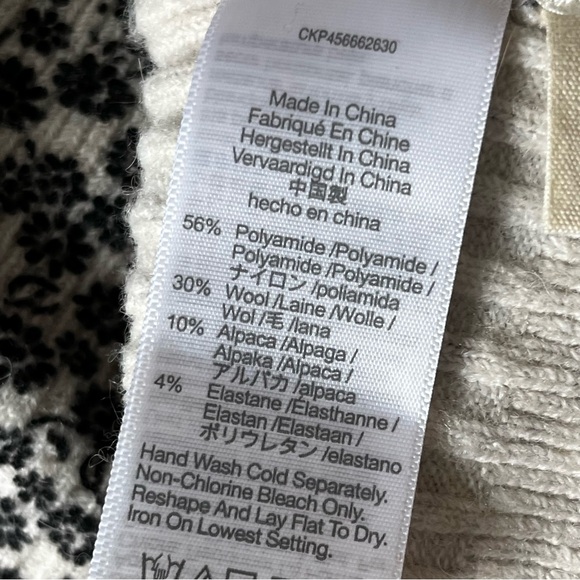 CKP456662630
Made In China
Fabriqué En Chine
Hergestellt In China
Vervaardigd In China
中国製
hecho en china
56% Polyamide /Polyamide /
Polyamide /Polyamide /
ナイロン /poliamida
30% Wool /Laine /Wolle /
Wol /毛 /lana
10% Alpaca /Alpaga /
Alpaka /Alpaca /
アルパカ /alpaca
4% Elastane /Élasthanne /
Elastan /Elastaan /
ポリウレタン /elastano
Hand Wash Cold Separately.
Non-Chlorine Bleach Only.
Reshape And Lay Flat To Dry.
Iron On Lowest Setting.